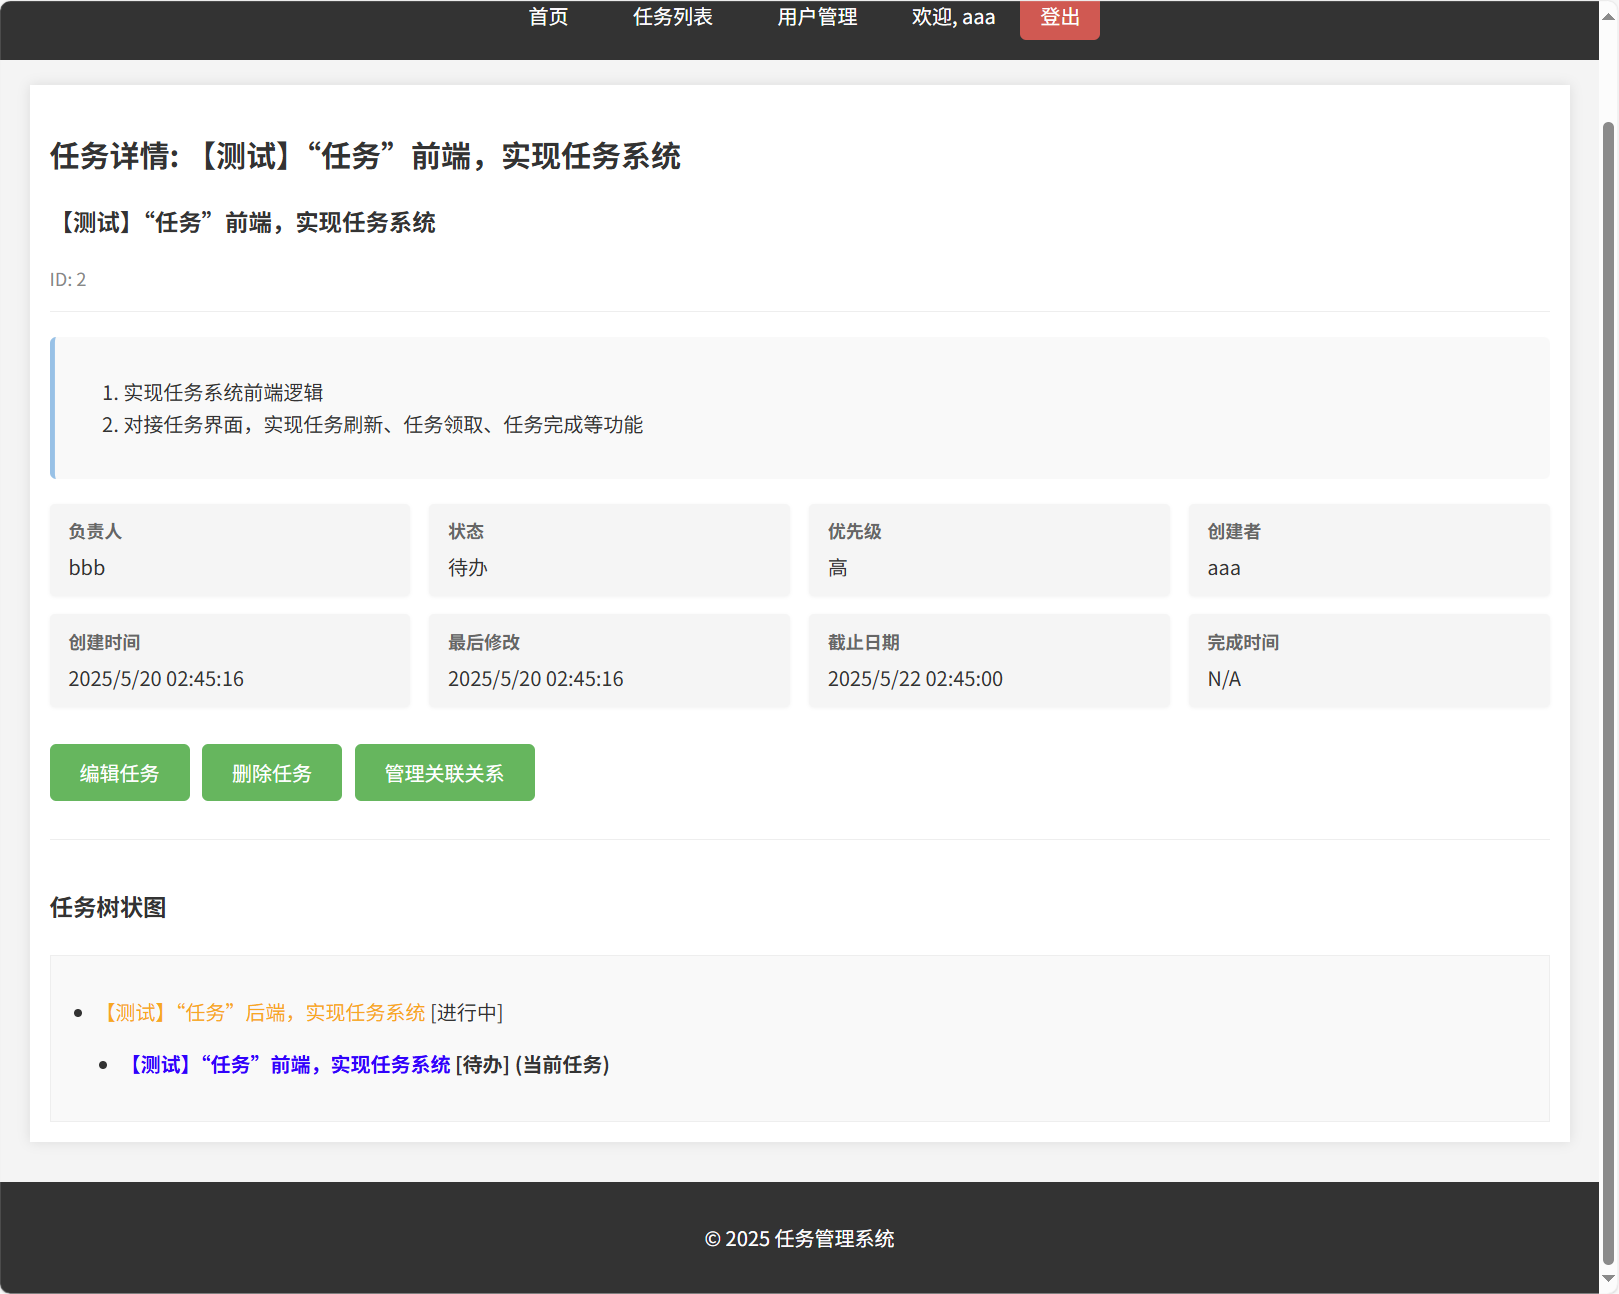 首页 任务列表 用户管理 欢迎, aaa 登出
任务详情: 【测试】“任务”前端，实现任务系统
【测试】“任务”前端，实现任务系统
ID: 2
1. 实现任务系统前端逻辑
2. 对接任务界面，实现任务刷新、任务领取、任务完成等功能
负责人 状态 优先级 创建者
bbb 待办 高 aaa
创建时间 最后修改 截止日期 完成时间
2025/5/20 02:45:16 2025/5/20 02:45:16 2025/5/22 02:45:00 N/A
编辑任务 删除任务 管理关联关系
任务树状图
【测试】“任务”后端，实现任务系统 [进行中]
【测试】“任务”前端，实现任务系统 [待办] (当前任务)
© 2025 任务管理系统